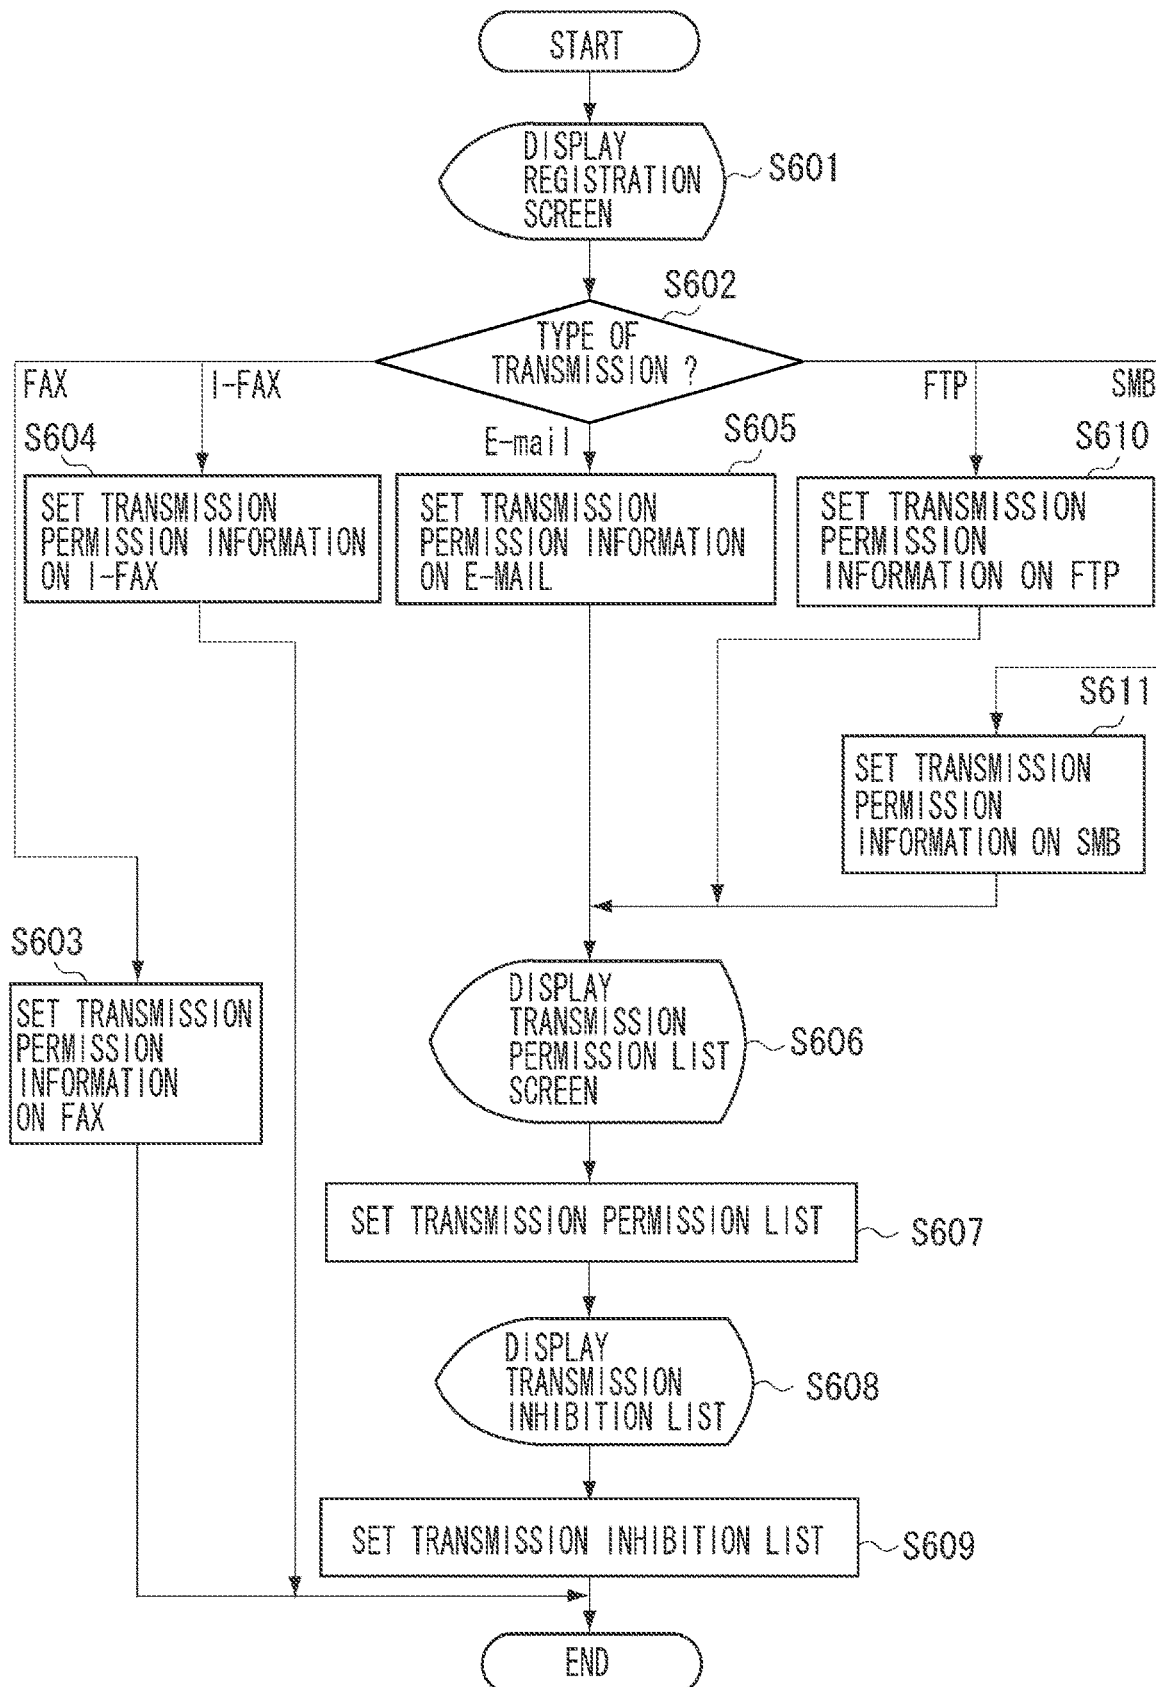 START
DISPLAY
REGISTRATION
SCREEN
S601
S602
TYPE OF
TRANSMISSION ?
FAX
I-FAX
E-mail
FTP
SMB
S604
SET TRANSMISSION
PERMISSION INFORMATION
ON I-FAX
S605
SET TRANSMISSION
PERMISSION INFORMATION
ON E-MAIL
S610
SET TRANSMISSION
PERMISSION
INFORMATION ON FTP
S611
SET TRANSMISSION
PERMISSION
INFORMATION ON SMB
S603
SET TRANSMISSION
PERMISSION
INFORMATION
ON FAX
DISPLAY
TRANSMISSION
PERMISSION LIST
SCREEN
S606
SET TRANSMISSION PERMISSION LIST
S607
DISPLAY
TRANSMISSION
INHIBITION LIST
S608
SET TRANSMISSION INHIBITION LIST
S609
END